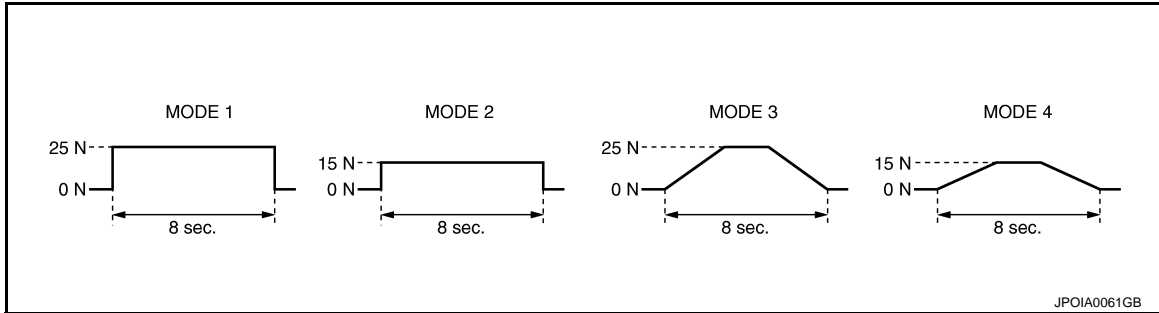 MODE 1
25 N
0 N
8 sec.
MODE 2
15 N
0 N
8 sec.
MODE 3
25 N
0 N
8 sec.
MODE 4
15 N
0 N
8 sec.
JPOIA0061GB